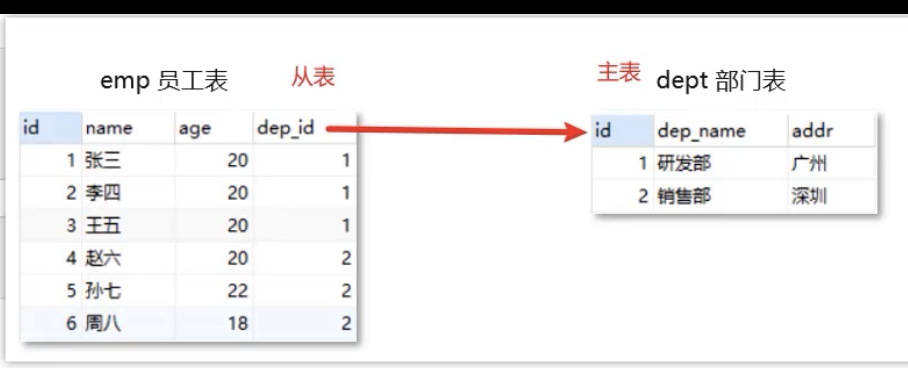 emp 员工表 从表
id name age dep_id
1 张三 20 1
2 李四 20 1
3 王五 20 1
4 赵六 20 2
5 孙七 22 2
6 周八 18 2
主表 dept 部门表
id dep_name addr
1 研发部 广州
2 销售部 深圳